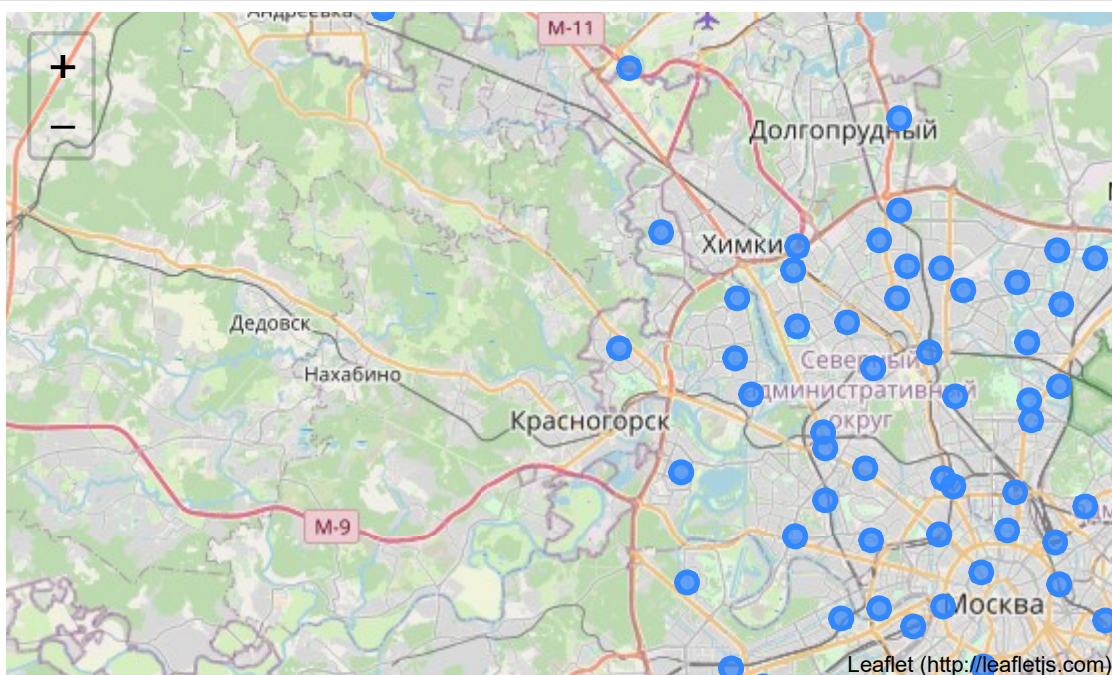 Андреевка
+
M-11
−
Долгопрудный
Химки
Дедовск
Нахабино
Северный
административный
округ
Красногорск
M-9
Москва
Leaflet (http://leafletjs.com)